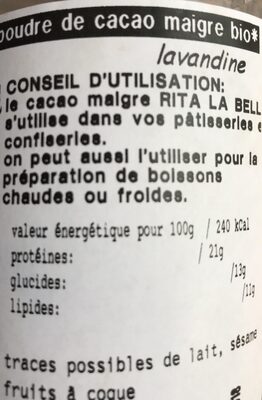 poudre de cacao maigre bio*
lavandine
CONSEIL D'UTILISATION:
le cacao maigre RITA LA BELL
s'utilise dans vos pâtisseries e
confiseries.
on peut aussi l'utiliser pour la
préparation de boissons
chaudes ou froides.
valeur énergétique pour 100g / 240 kCal
protéines: / 21g
glucides: /13g
lipides: /11g
traces possibles de lait, sésame
fruits à coque